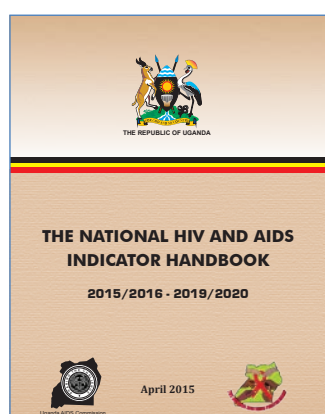 THE REPUBLIC OF UGANDA
THE NATIONAL HIV AND AIDS
INDICATOR HANDBOOK
2015/2016 - 2019/2020
April 2015
Uganda AIDS Commission